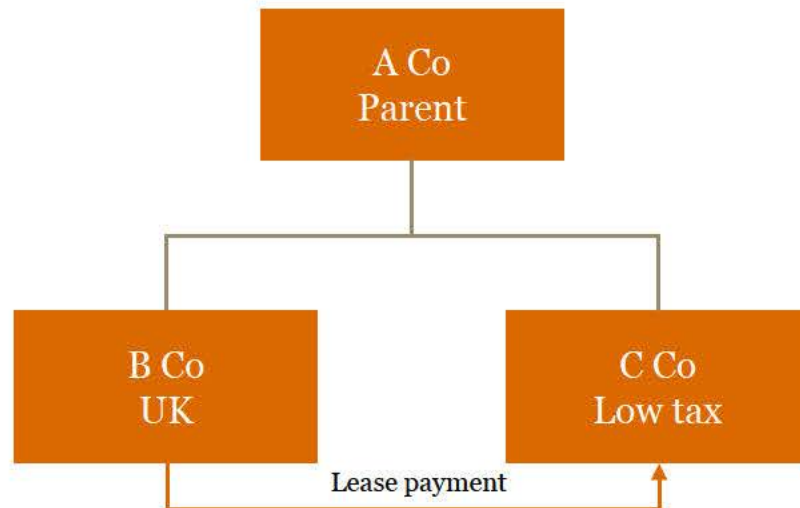 A Co
Parent
B Co
UK
C Co
Low tax
Lease payment